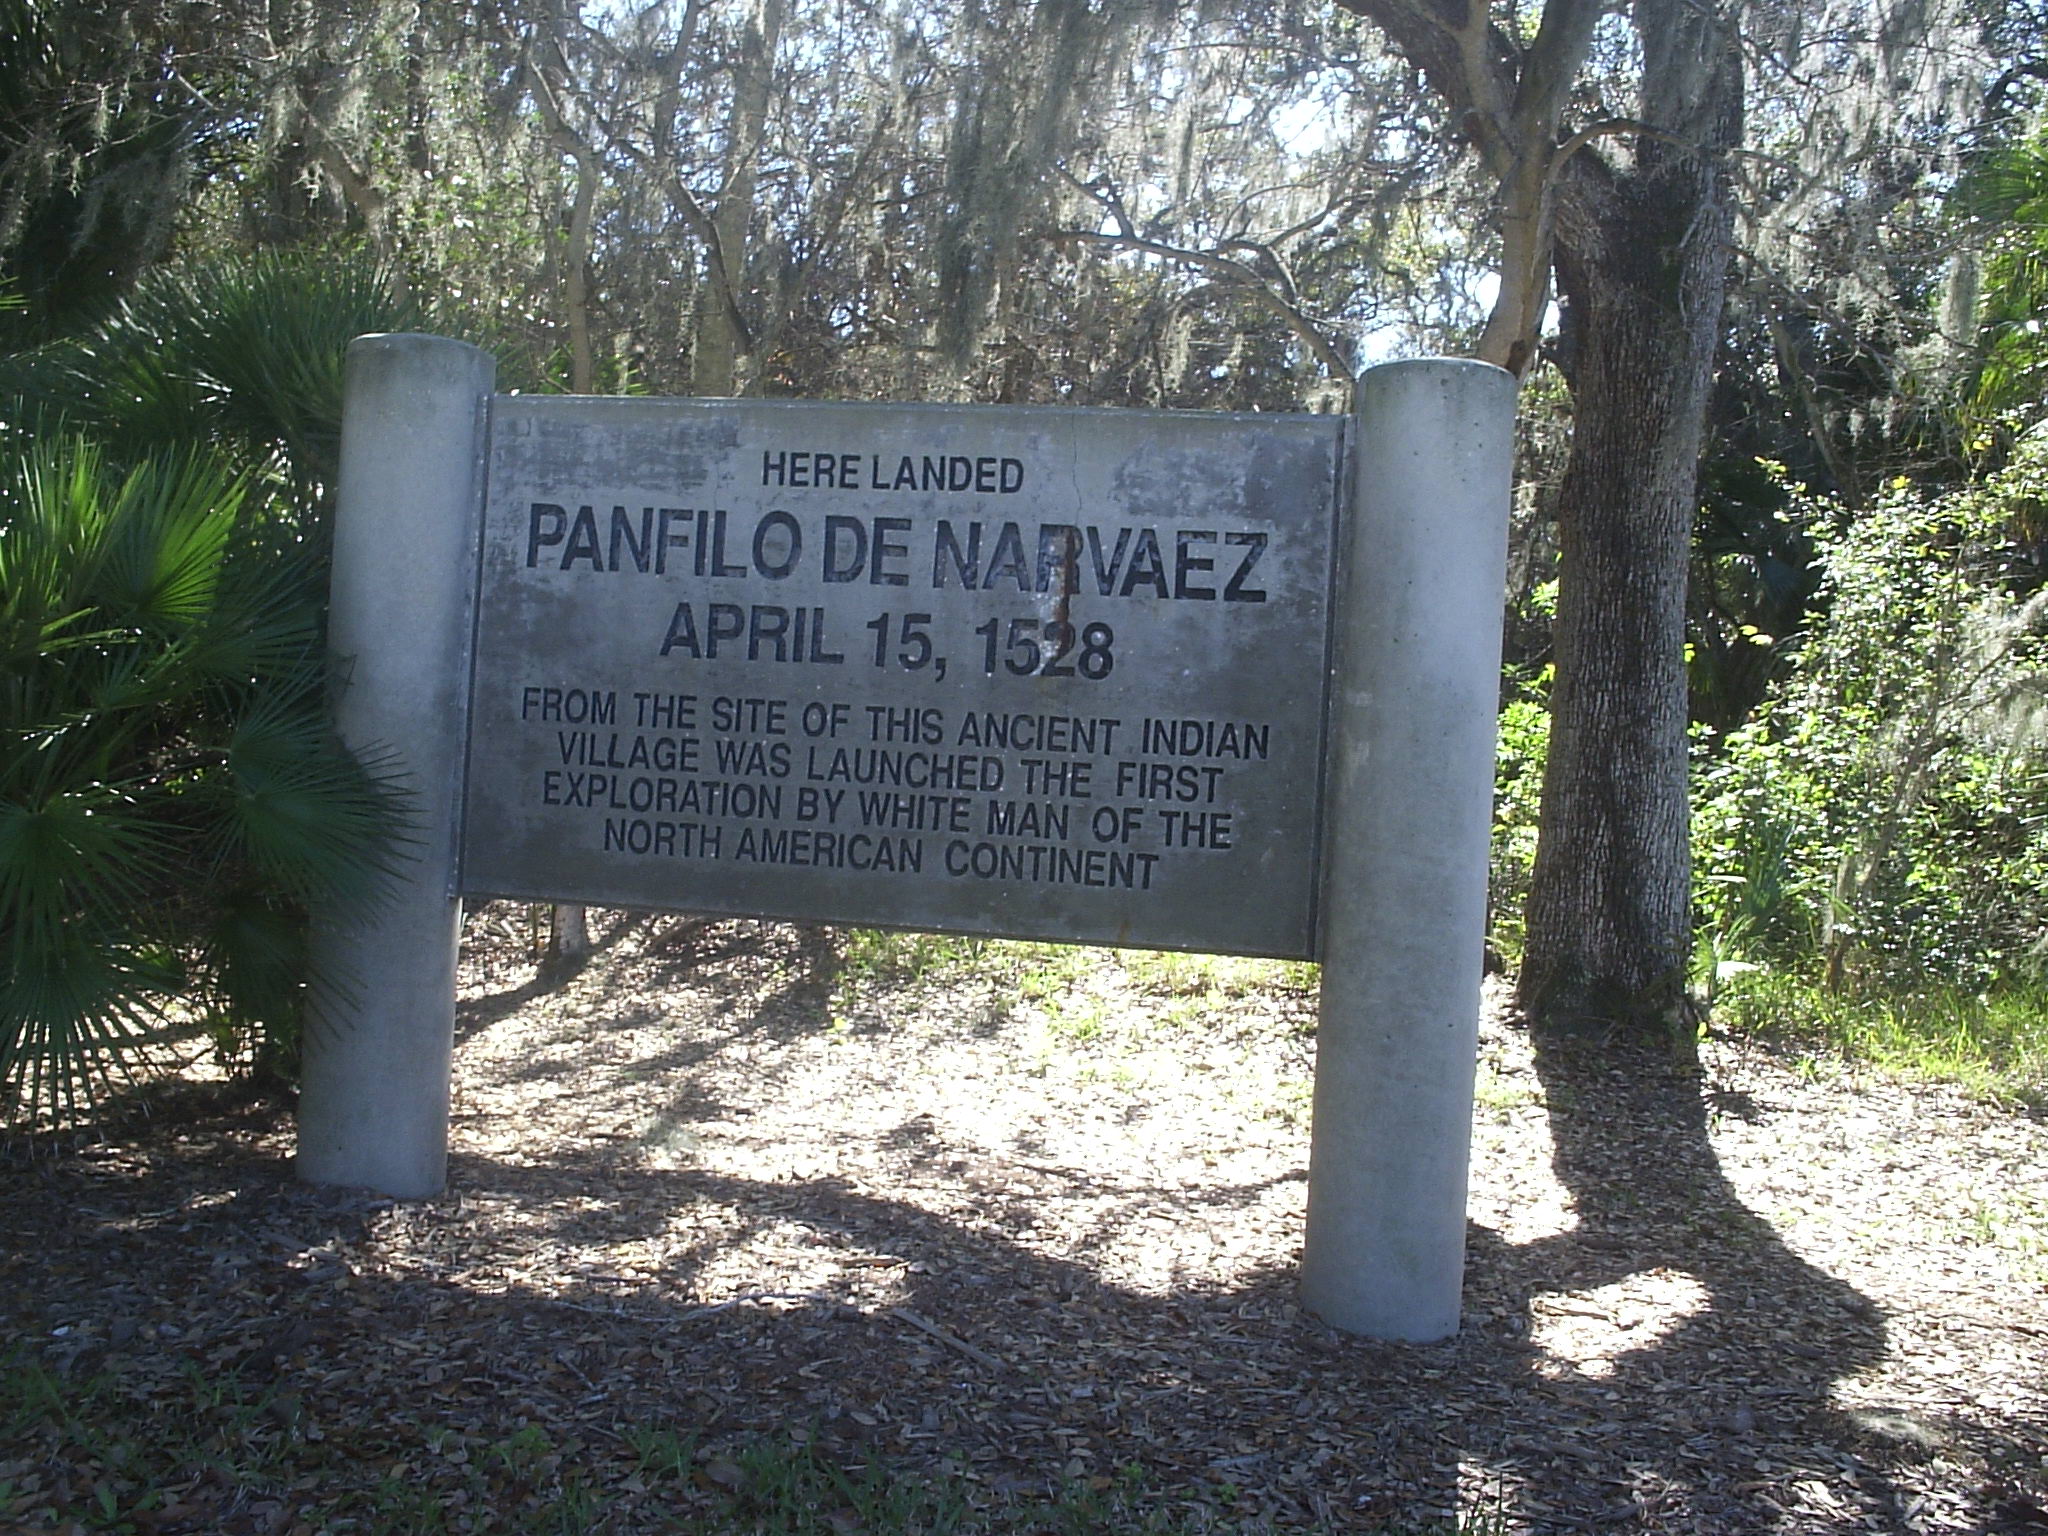 HERE LANDED
PANFILO DE NARVAEZ
APRIL 15, 1528
FROM THE SITE OF THIS ANCIENT INDIAN
VILLAGE WAS LAUNCHED THE FIRST
EXPLORATION BY WHITE MAN OF THE
NORTH AMERICAN CONTINENT